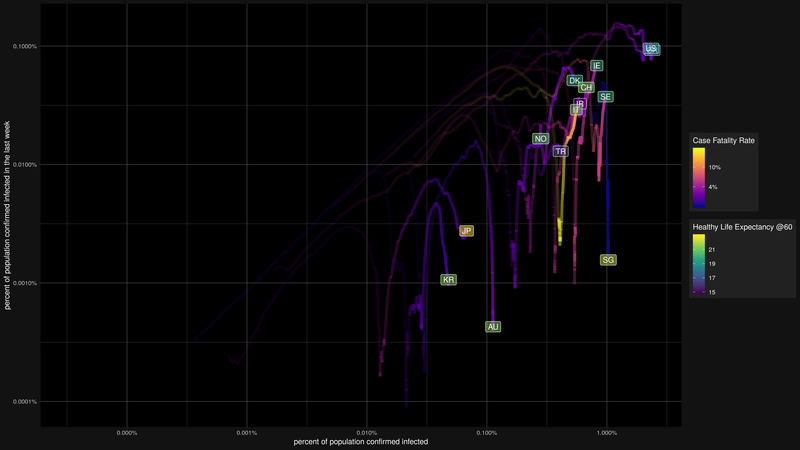 0.1000%
US
IE
DK
CH
SE
IR
IT
0.0100%
NO
TR
JP
SG
0.0010%
KR
AU
0.0001%
0.000%
0.001%
0.010%
0.100%
1.000%
percent of population confirmed infected
percent of population confirmed infected in the last week
Case Fatality Rate
10%
4%
Healthy Life Expectancy @60
21
19
17
15